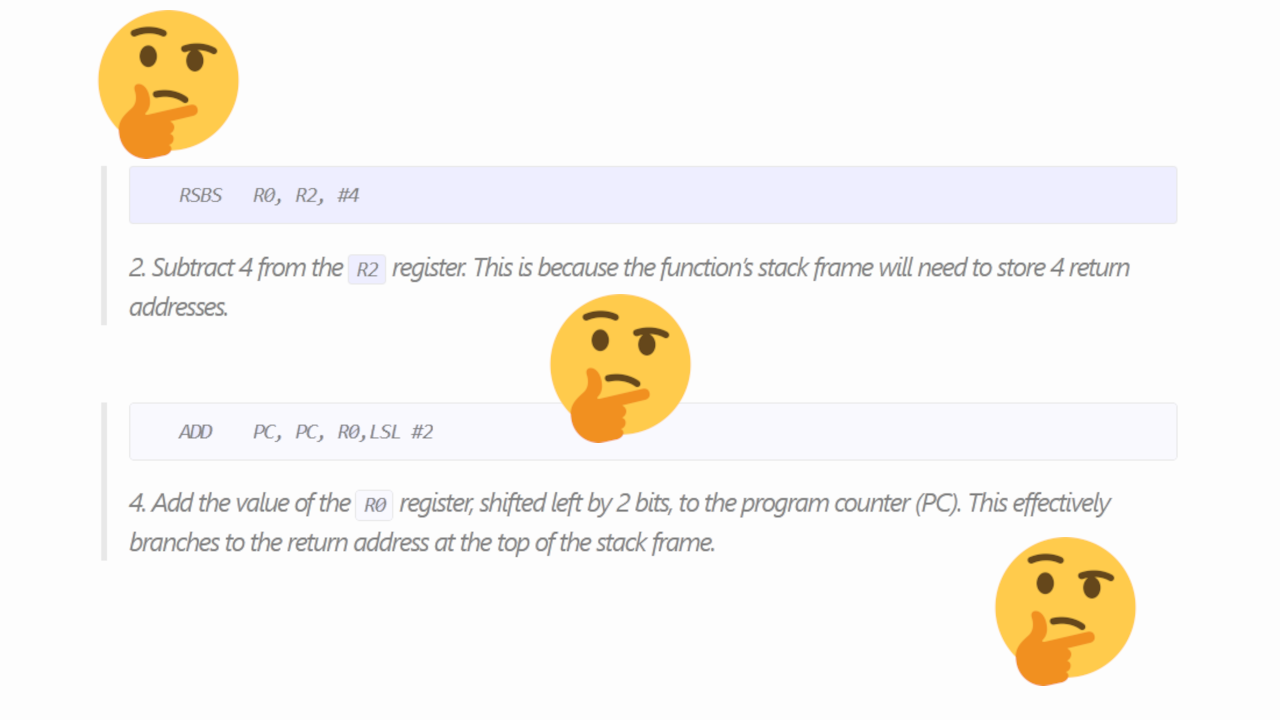 RSBS R0, R2, #4
2. Subtract 4 from the R2 register. This is because the function's stack frame will need to store 4 return
addresses.
ADD PC, PC, R0,LSL #2
4. Add the value of the R0 register, shifted left by 2 bits, to the program counter (PC). This effectively
branches to the return address at the top of the stack frame.